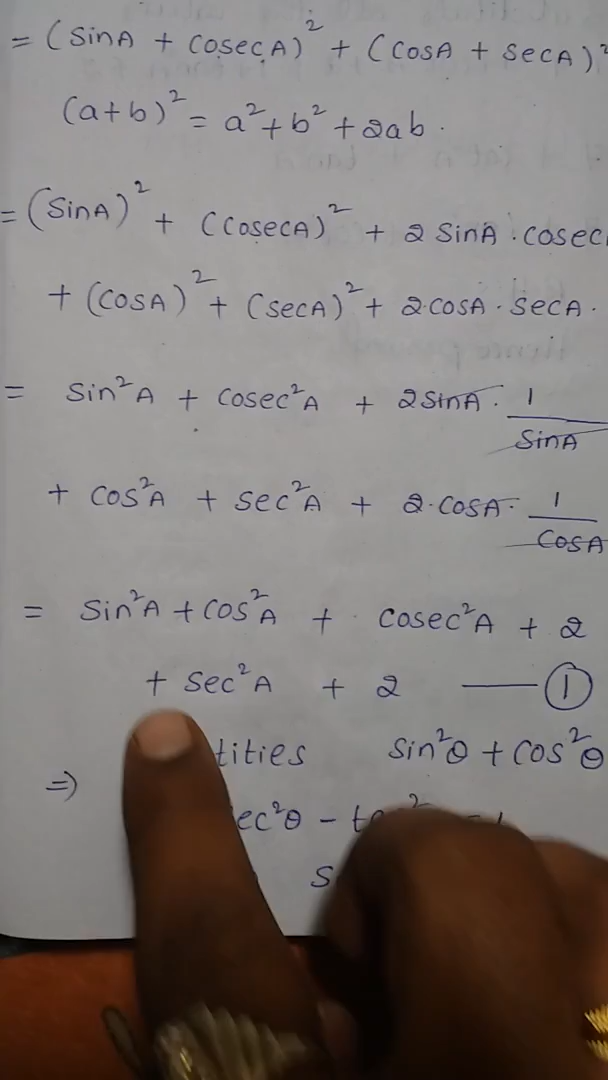 = (sinA + cosecA)² + (cosA + secA)²
(a+b)² = a² + b² + 2ab.
= (sinA)² + (cosecA)² + 2 sinA . cosec
+ (cosA)² + (secA)² + 2.cosA . secA.
= sin²A + cosec²A + 2sinA . 1/sinA
+ cos²A + sec²A + 2.cosA. 1/cosA
= sin²A + cos²A + cosec²A + 2
+ sec²A + 2 — ①
⇒ tities sin²θ + cos²θ
ec²θ -